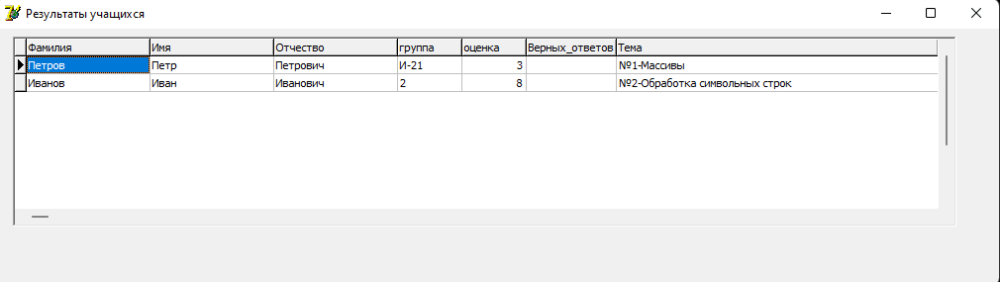 Результаты учащихся
Фамилия Имя Отчество группа оценка Верных_ответов Тема
Петров Петр Петрович И-21 3 №1-Массивы
Иванов Иван Иванович 2 8 №2-Обработка символьных строк